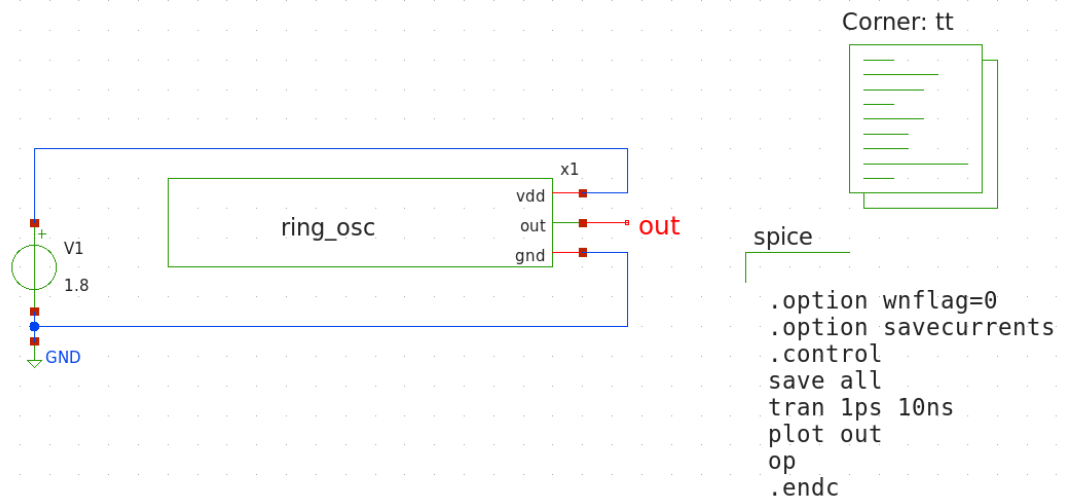 Corner: tt
x1
vdd
ring_osc
out
out
gnd
+
V1
1.8
GND
spice
.option wnflag=0
.option savecurrents
.control
save all
tran 1ps 10ns
plot out
op
.endc